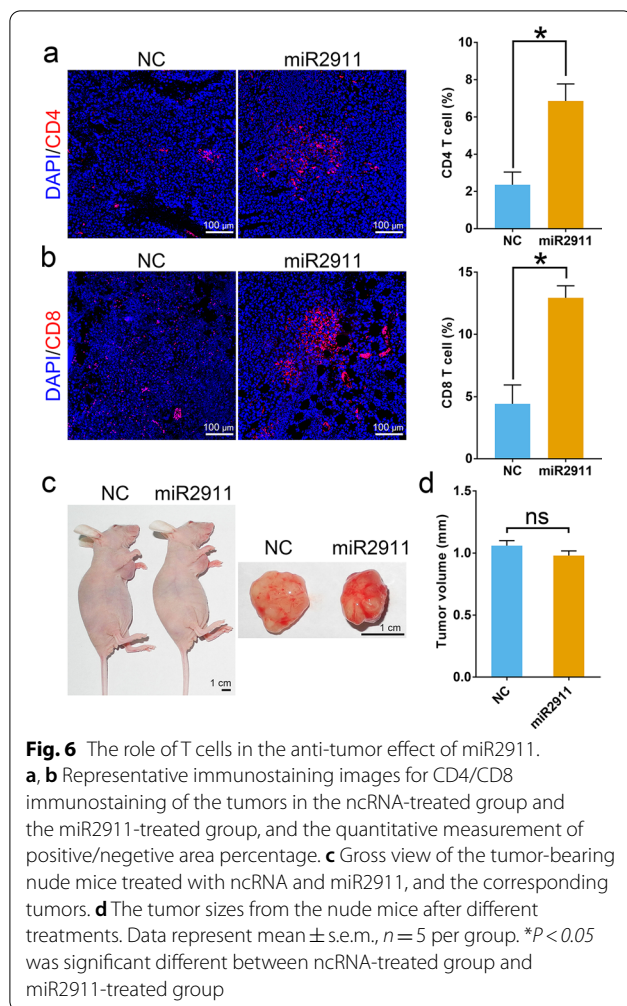 a
NC
miR2911
DAPI/CD4
100 µm
100 µm
CD4 T cell (%)
10
8
6
4
2
0
*
NC
miR2911
b
NC
miR2911
DAPI/CD8
100 µm
100 µm
CD8 T cell (%)
15
10
5
0
*
NC
miR2911
c
NC
miR2911
1 cm
NC
miR2911
1 cm
d
Tumor volume (mm)
1.5
1.0
0.5
0.0
ns
NC
miR2911
Fig. 6 The role of T cells in the anti-tumor effect of miR2911.
a, b Representative immunostaining images for CD4/CD8
immunostaining of the tumors in the ncRNA-treated group and
the miR2911-treated group, and the quantitative measurement of
positive/negetive area percentage. c Gross view of the tumor-bearing
nude mice treated with ncRNA and miR2911, and the corresponding
tumors. d The tumor sizes from the nude mice after different
treatments. Data represent mean ± s.e.m., n = 5 per group. *P < 0.05
was significant different between ncRNA-treated group and
miR2911-treated group